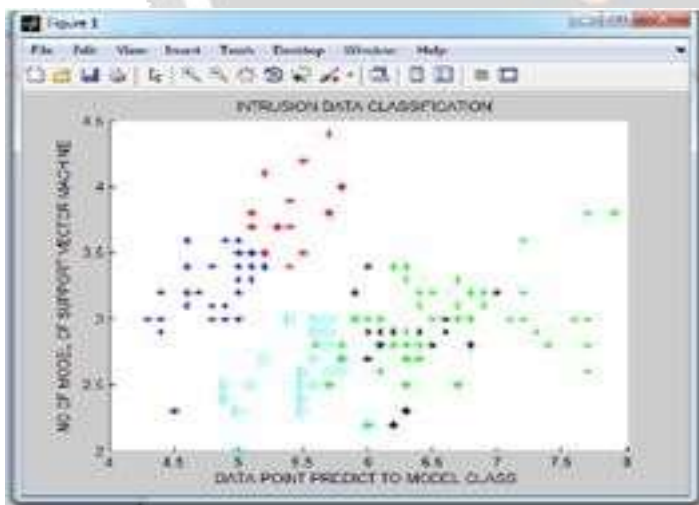 Figure 1
File Edit View Insert Tools Desktop Window Help
INTRUSION DATA CLASSIFICATION
NO OF MODEL OF SUPPORT VECTOR MACHINE
4.5
4
3.5
3
2.5
2
4 4.5 5 5.5 6 6.5 7 7.5 8
DATA POINT PREDICT TO MODEL CLASS